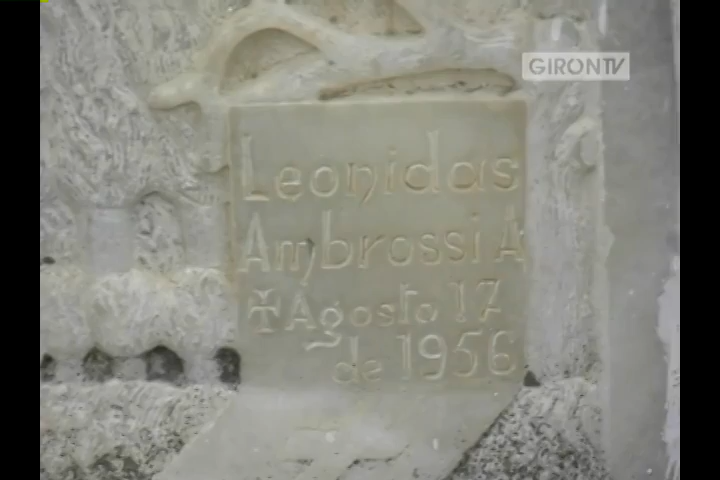 GIRONTV
Leonidas
Ambrossi A
✠ Agosto 17
de 1956